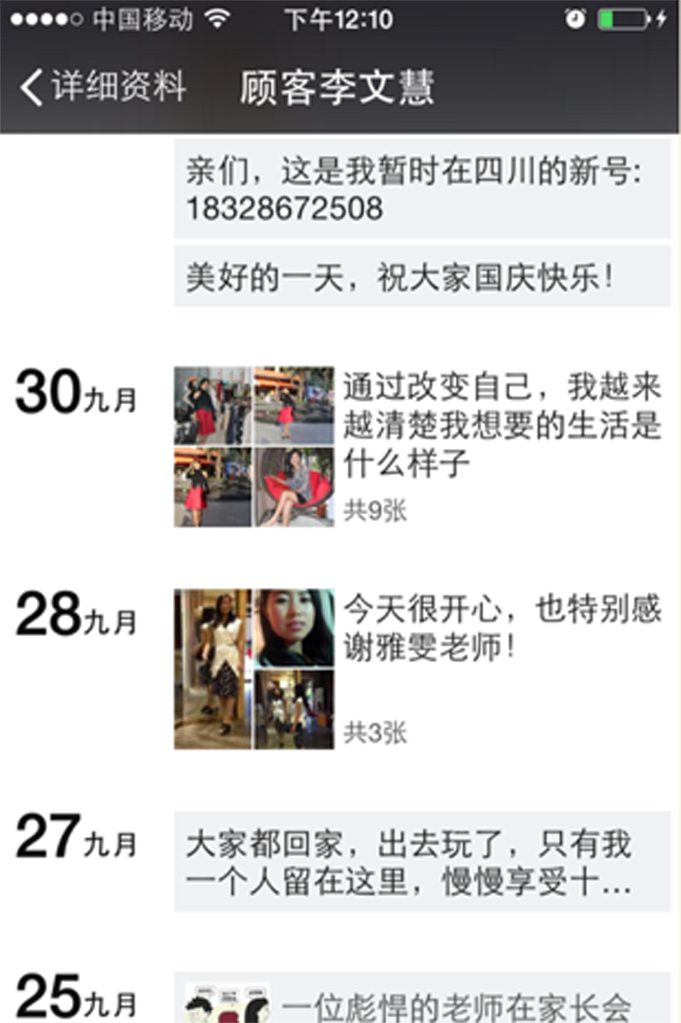 中国移动 下午12:10
详细资料 顾客李文慧
亲们，这是我暂时在四川的新号:
18328672508
美好的一天，祝大家国庆快乐！
30九月
通过改变自己，我越来
越清楚我想要的生活是
什么样子
共9张
28九月
今天很开心，也特别感
谢雅雯老师！
共3张
27九月
大家都回家，出去玩了，只有我
一个人留在这里，慢慢享受十...
25九月
一位彪悍的老师在家长会